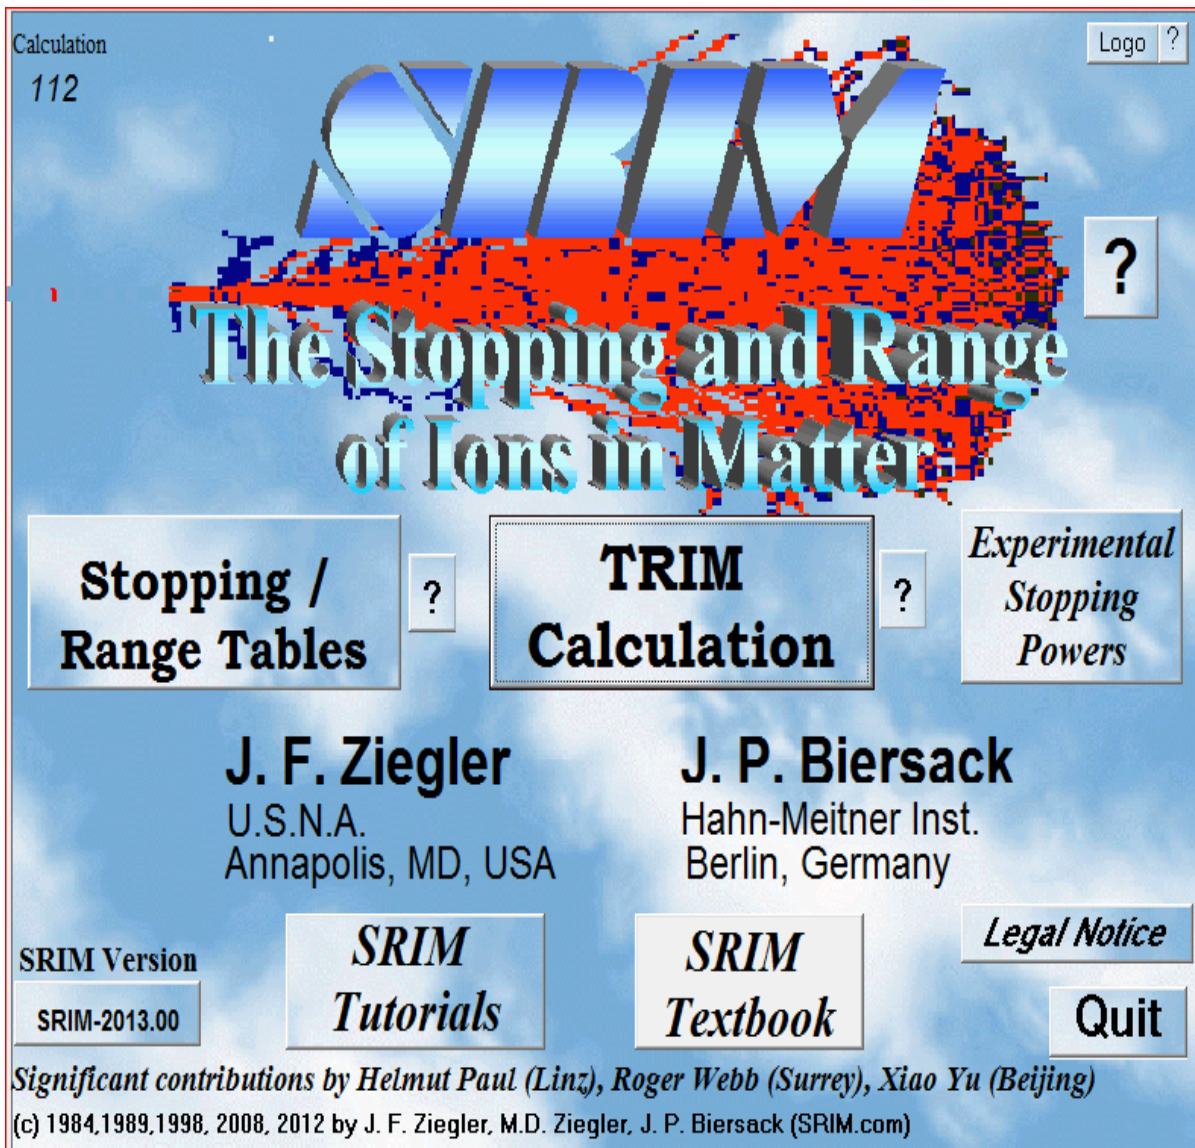 Calculation
112
Logo ?
SRIM
?
The Stopping and Range
of Ions in Matter
Stopping /
Range Tables
?
TRIM
Calculation
?
Experimental
Stopping
Powers
J. F. Ziegler
U.S.N.A.
Annapolis, MD, USA
J. P. Biersack
Hahn-Meitner Inst.
Berlin, Germany
SRIM Version
SRIM-2013.00
SRIM
Tutorials
SRIM
Textbook
Legal Notice
Quit
Significant contributions by Helmut Paul (Linz), Roger Webb (Surrey), Xiao Yu (Beijing)
(c) 1984,1989,1998, 2008, 2012 by J. F. Ziegler, M.D. Ziegler, J. P. Biersack (SRIM.com)